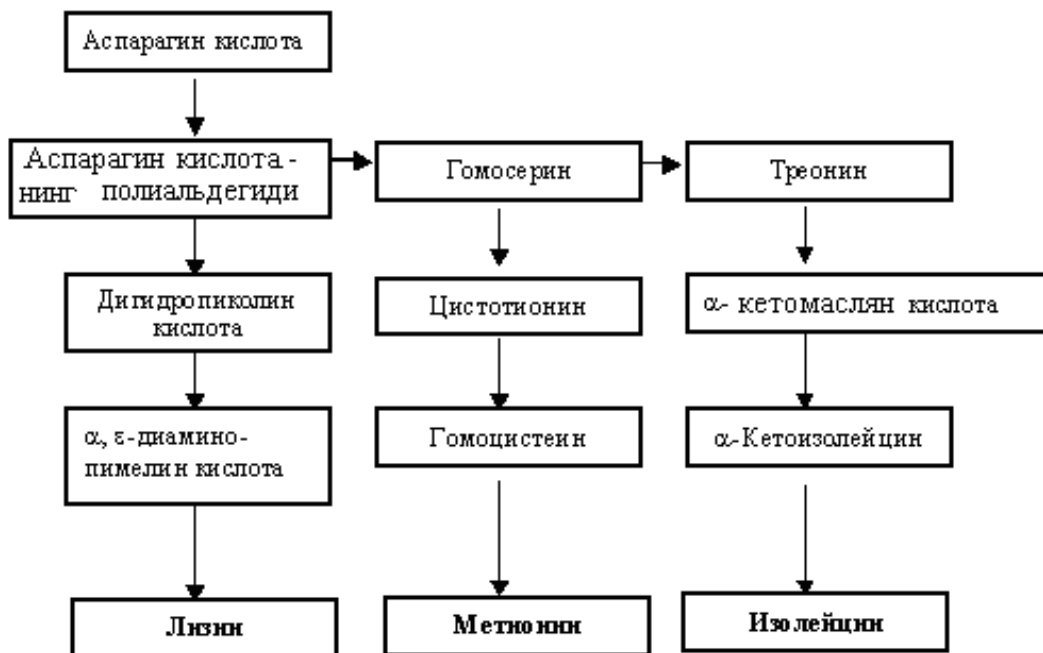 Аспарагин кислота
Аспарагин кислота -
нинг полиальдегиди
Гомосерин
Треонин
Дигидропиколин
кислота
Цистотионин
α- кетомаслян кислота
α, ε-диамино-
пимелин кислота
Гомоцистеин
α-Кетоизолейцин
Лизин
Метионин
Изолейцин